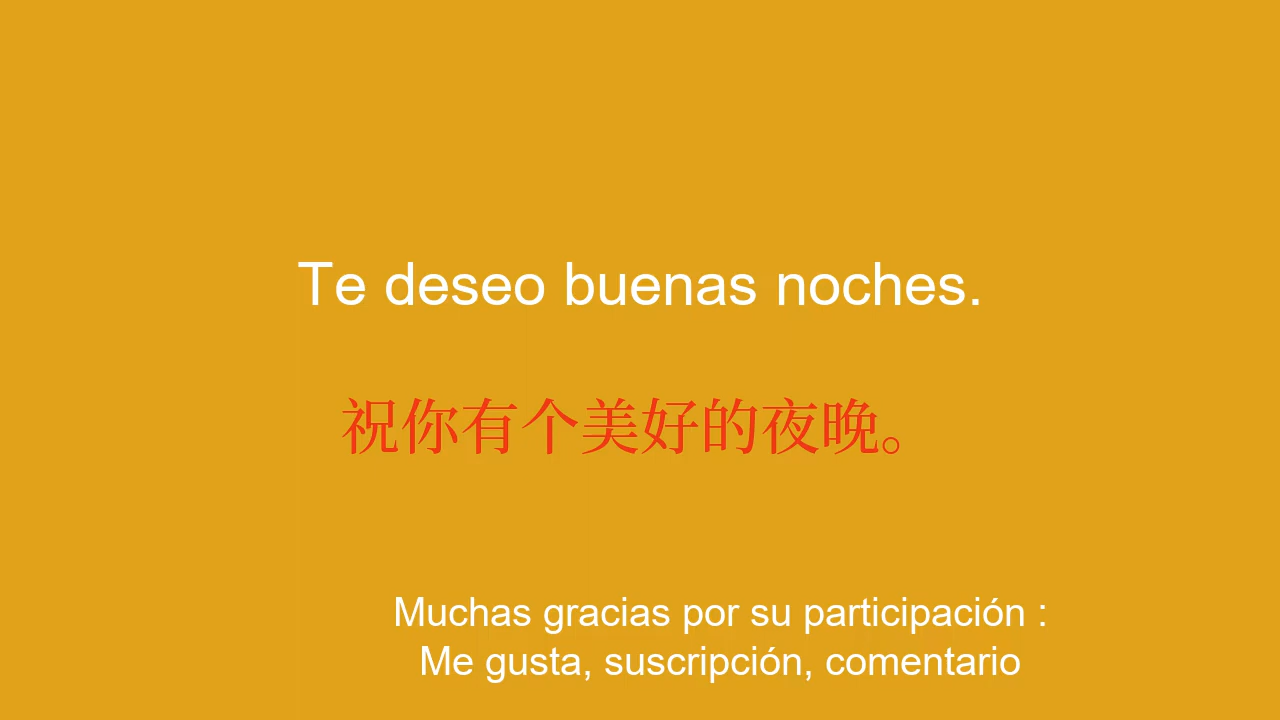 Te deseo buenas noches.
祝你有个美好的夜晚。
Muchas gracias por su participación :
Me gusta, suscripción, comentario